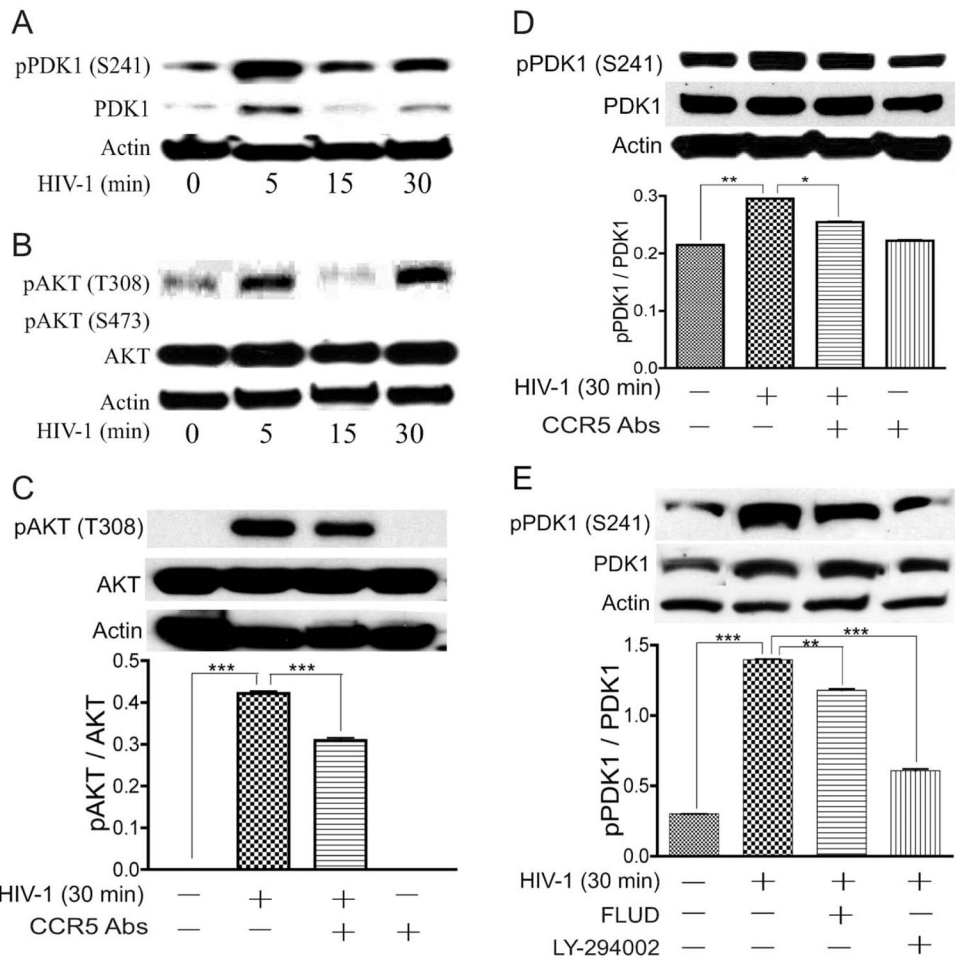 A
pPDK1 (S241)
PDK1
Actin
HIV-1 (min) 0 5 15 30
B
pAKT (T308)
pAKT (S473)
AKT
Actin
HIV-1 (min) 0 5 15 30
C
pAKT (T308)
AKT
Actin
*** ***
0.5
0.4
0.3
0.1
0.0
pAKT / AKT
HIV-1 (30 min) — + + —
CCR5 Abs — — + +
D
pPDK1 (S241)
PDK1
Actin
** *
0.3
0.2
0.1
0.0
pPDK1 / PDK1
HIV-1 (30 min) — + + —
CCR5 Abs — — + +
E
pPDK1 (S241)
PDK1
Actin
*** ** ***
1.5
1.0
0.5
0.0
pPDK1 / PDK1
HIV-1 (30 min) — + + +
FLUD +
LY-294002 +